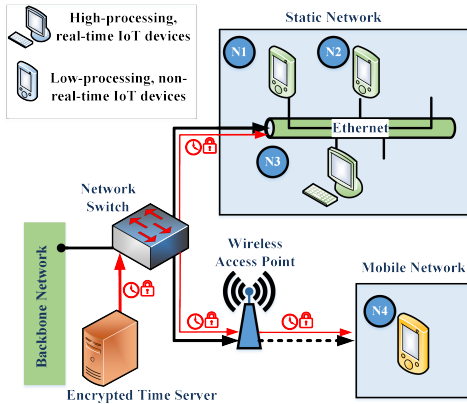 High-processing,
real-time IoT devices
Low-processing, non-
real-time IoT devices
Static Network
N1
N2
Ethernet
N3
Network
Switch
Backbone Network
Wireless
Access Point
Mobile Network
N4
Encrypted Time Server